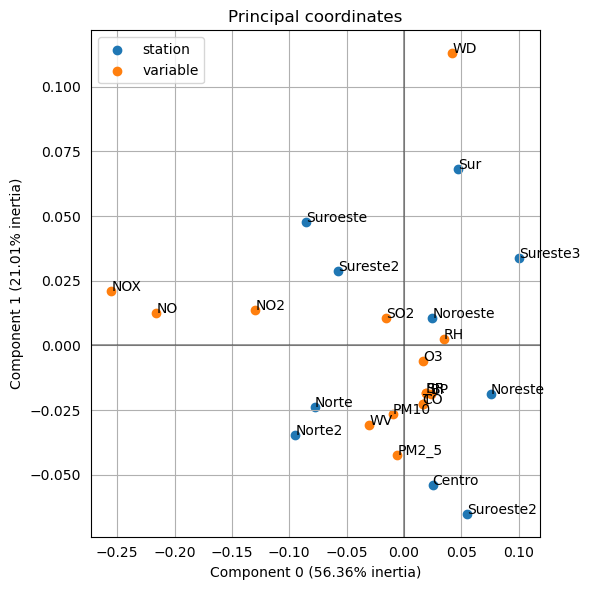 Principal coordinates
station
variable
WD
Sur
Suroeste
Sureste3
Sureste2
NOX
NO
NO2
SO2
Noroeste
RH
O3
BP
Noreste
CO
Norte
PM10
WV
Norte2
PM2_5
Centro
Suroeste2
0.100
0.075
0.050
0.025
0.000
−0.025
−0.050
−0.25
−0.20
−0.15
−0.10
−0.05
0.00
0.05
0.10
Component 1 (21.01% inertia)
Component 0 (56.36% inertia)